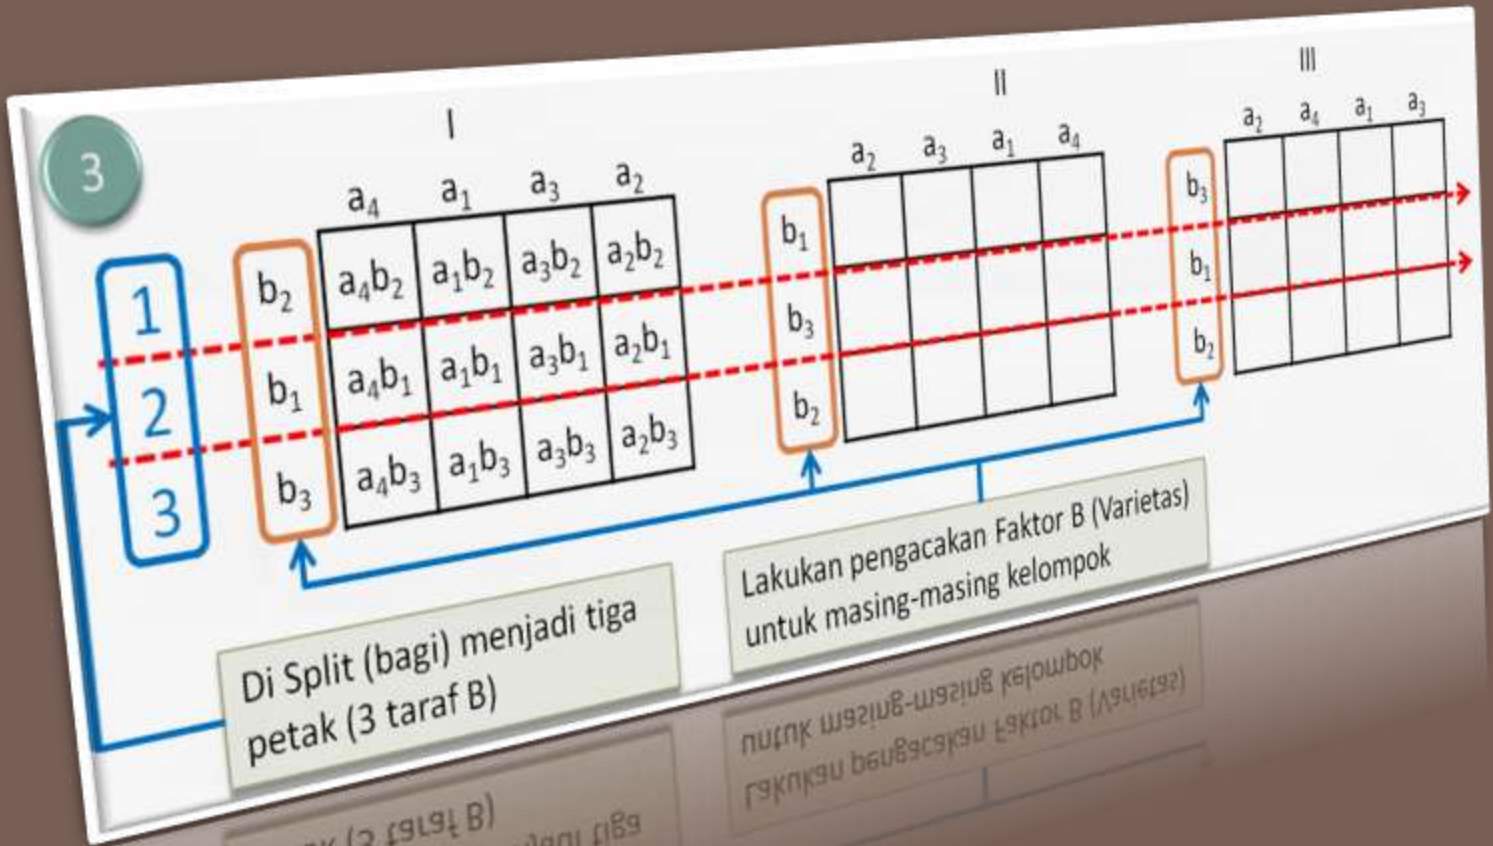 3
I
II
III
a₄ a₁ a₃ a₂
a₂ a₃ a₁ a₄
a₂ a₄ a₁ a₃
1
2
3
b₂
b₁
b₃
a₄b₂ a₁b₂ a₃b₂ a₂b₂
a₄b₁ a₁b₁ a₃b₁ a₂b₁
a₄b₃ a₁b₃ a₃b₃ a₂b₃
b₁
b₃
b₂
b₃
b₁
b₂
Di Split (bagi) menjadi tiga
petak (3 taraf B)
Lakukan pengacakan Faktor B (Varietas)
untuk masing-masing kelompok